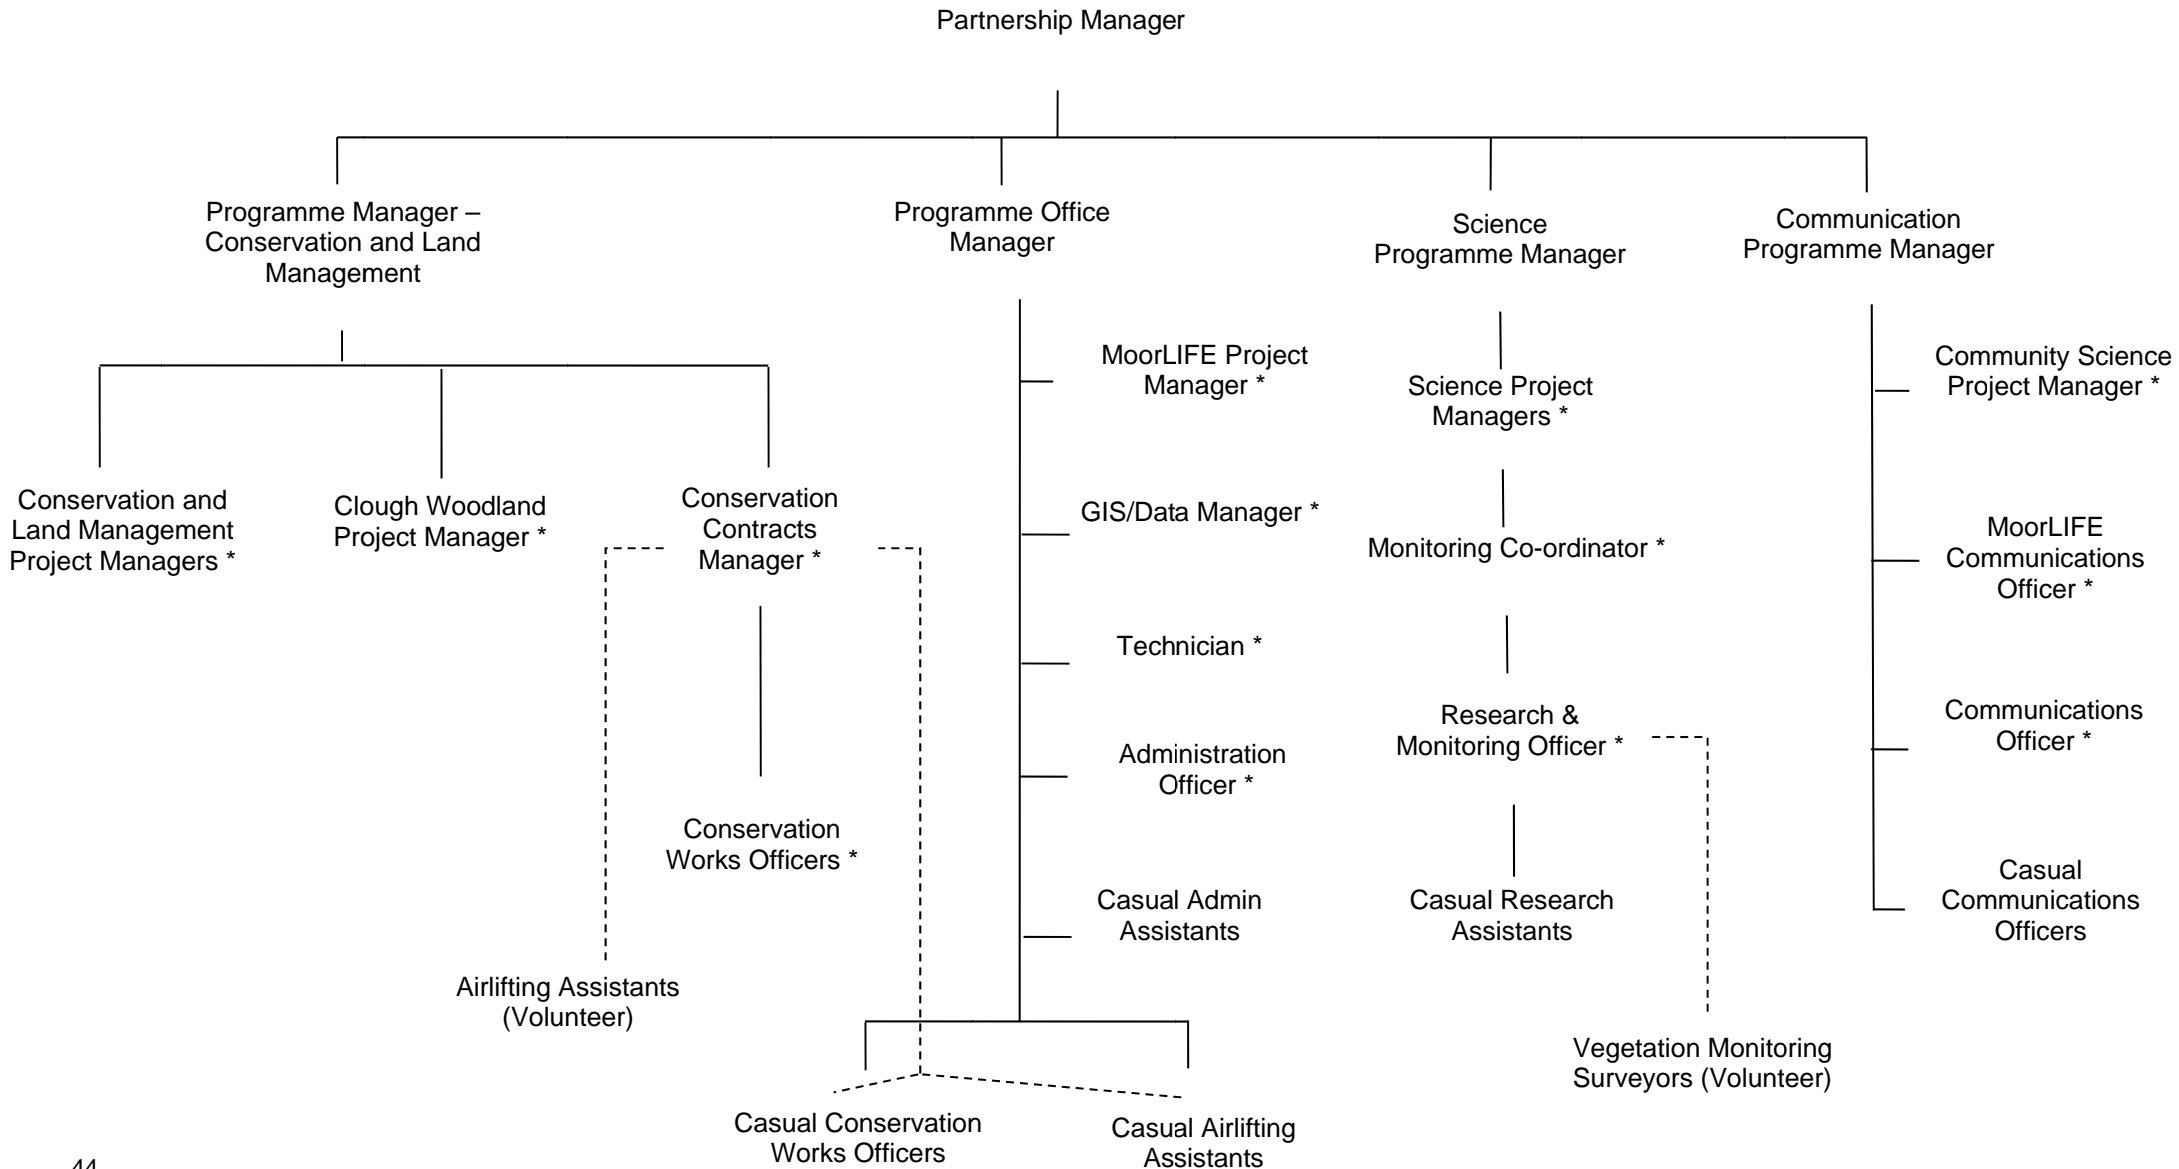 Partnership Manager
Programme Manager –
Conservation and Land
Management
Programme Office
Manager
Science
Programme Manager
Communication
Programme Manager
MoorLIFE Project
Manager *
Science Project
Managers *
Community Science
Project Manager *
Conservation and
Land Management
Project Managers *
Clough Woodland
Project Manager *
Conservation
Contracts
Manager *
GIS/Data Manager *
Monitoring Co-ordinator *
MoorLIFE
Communications
Officer *
Technician *
Research &
Monitoring Officer *
Communications
Officer *
Administration
Officer *
Conservation
Works Officers *
Casual Admin
Assistants
Casual Research
Assistants
Casual
Communications
Officers
Airlifting Assistants
(Volunteer)
Vegetation Monitoring
Surveyors (Volunteer)
Casual Conservation
Works Officers
Casual Airlifting
Assistants
44